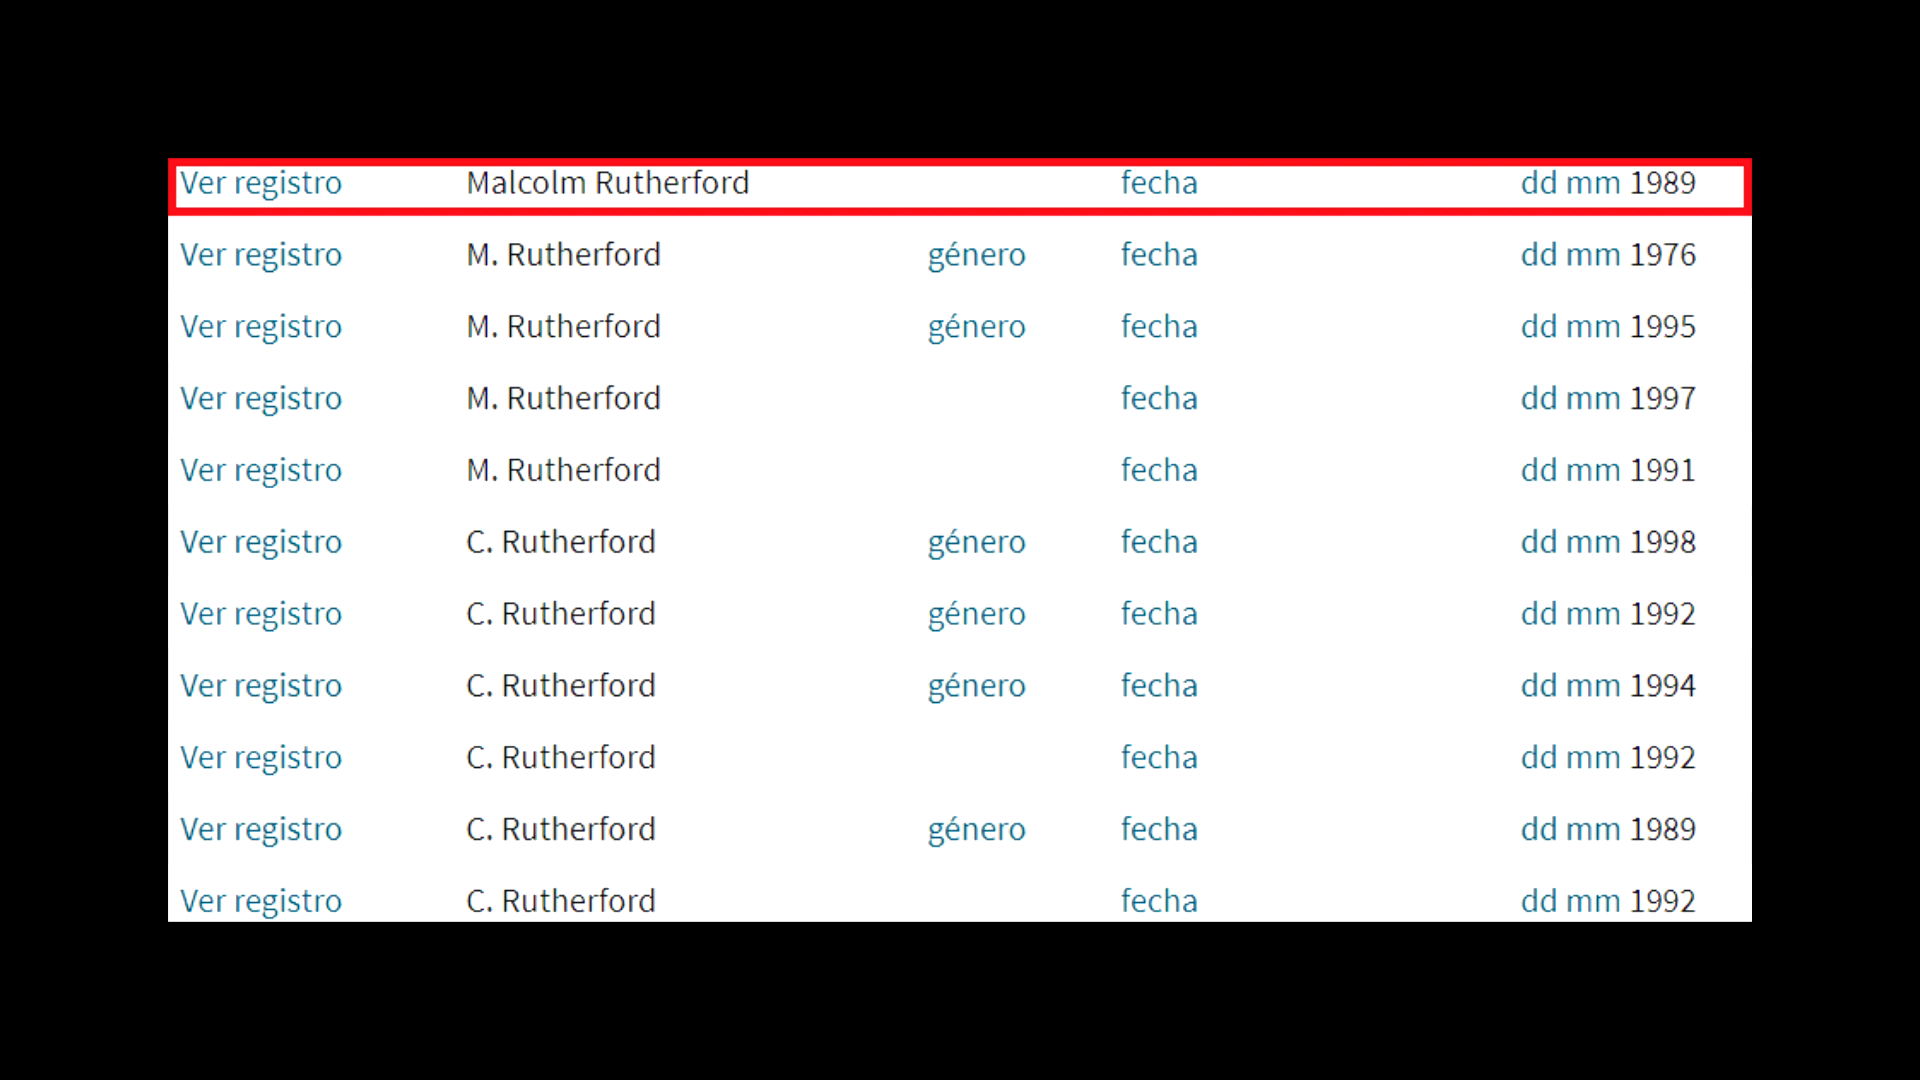 Ver registro Malcolm Rutherford fecha dd mm 1989
Ver registro M. Rutherford género fecha dd mm 1976
Ver registro M. Rutherford género fecha dd mm 1995
Ver registro M. Rutherford fecha dd mm 1997
Ver registro M. Rutherford fecha dd mm 1991
Ver registro C. Rutherford género fecha dd mm 1998
Ver registro C. Rutherford género fecha dd mm 1992
Ver registro C. Rutherford género fecha dd mm 1994
Ver registro C. Rutherford fecha dd mm 1992
Ver registro C. Rutherford género fecha dd mm 1989
Ver registro C. Rutherford fecha dd mm 1992